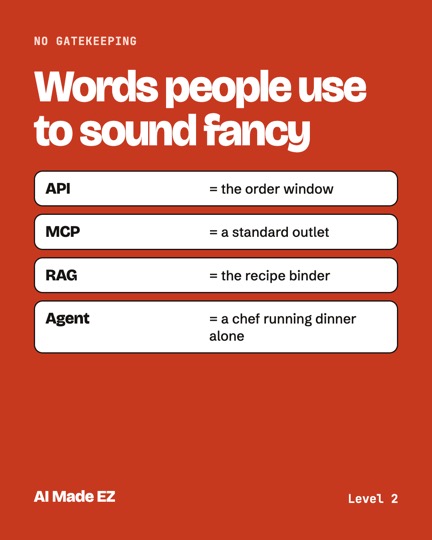 NO GATEKEEPING
Words people use
to sound fancy
API = the order window
MCP = a standard outlet
RAG = the recipe binder
Agent = a chef running dinner
alone
AI Made EZ
Level 2